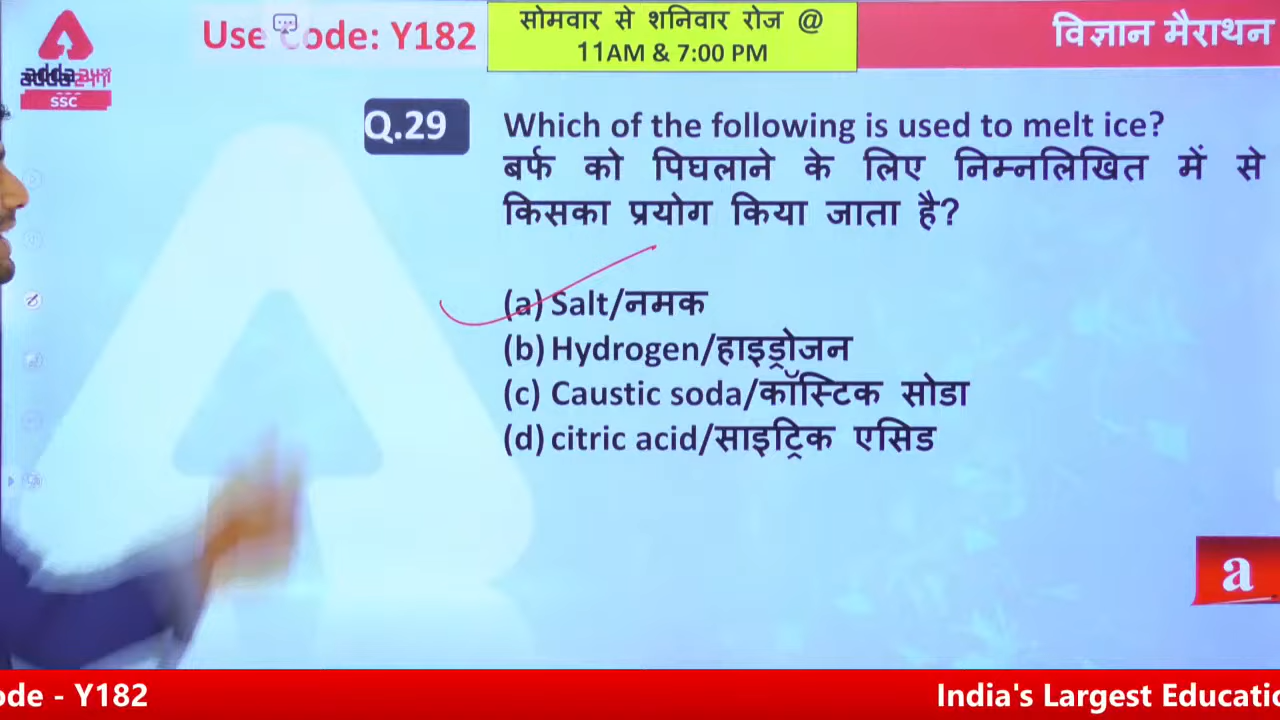 Use Code: Y182
सोमवार से शनिवार रोज @
11AM & 7:00 PM
विज्ञान मैराथन
adda247
SSC
Q.29
Which of the following is used to melt ice?
बर्फ को पिघलाने के लिए निम्नलिखित में से
किसका प्रयोग किया जाता है?
(a) Salt/नमक
(b) Hydrogen/हाइड्रोजन
(c) Caustic soda/कॉस्टिक सोडा
(d) citric acid/साइट्रिक एसिड
a
ode - Y182
India's Largest Educatio